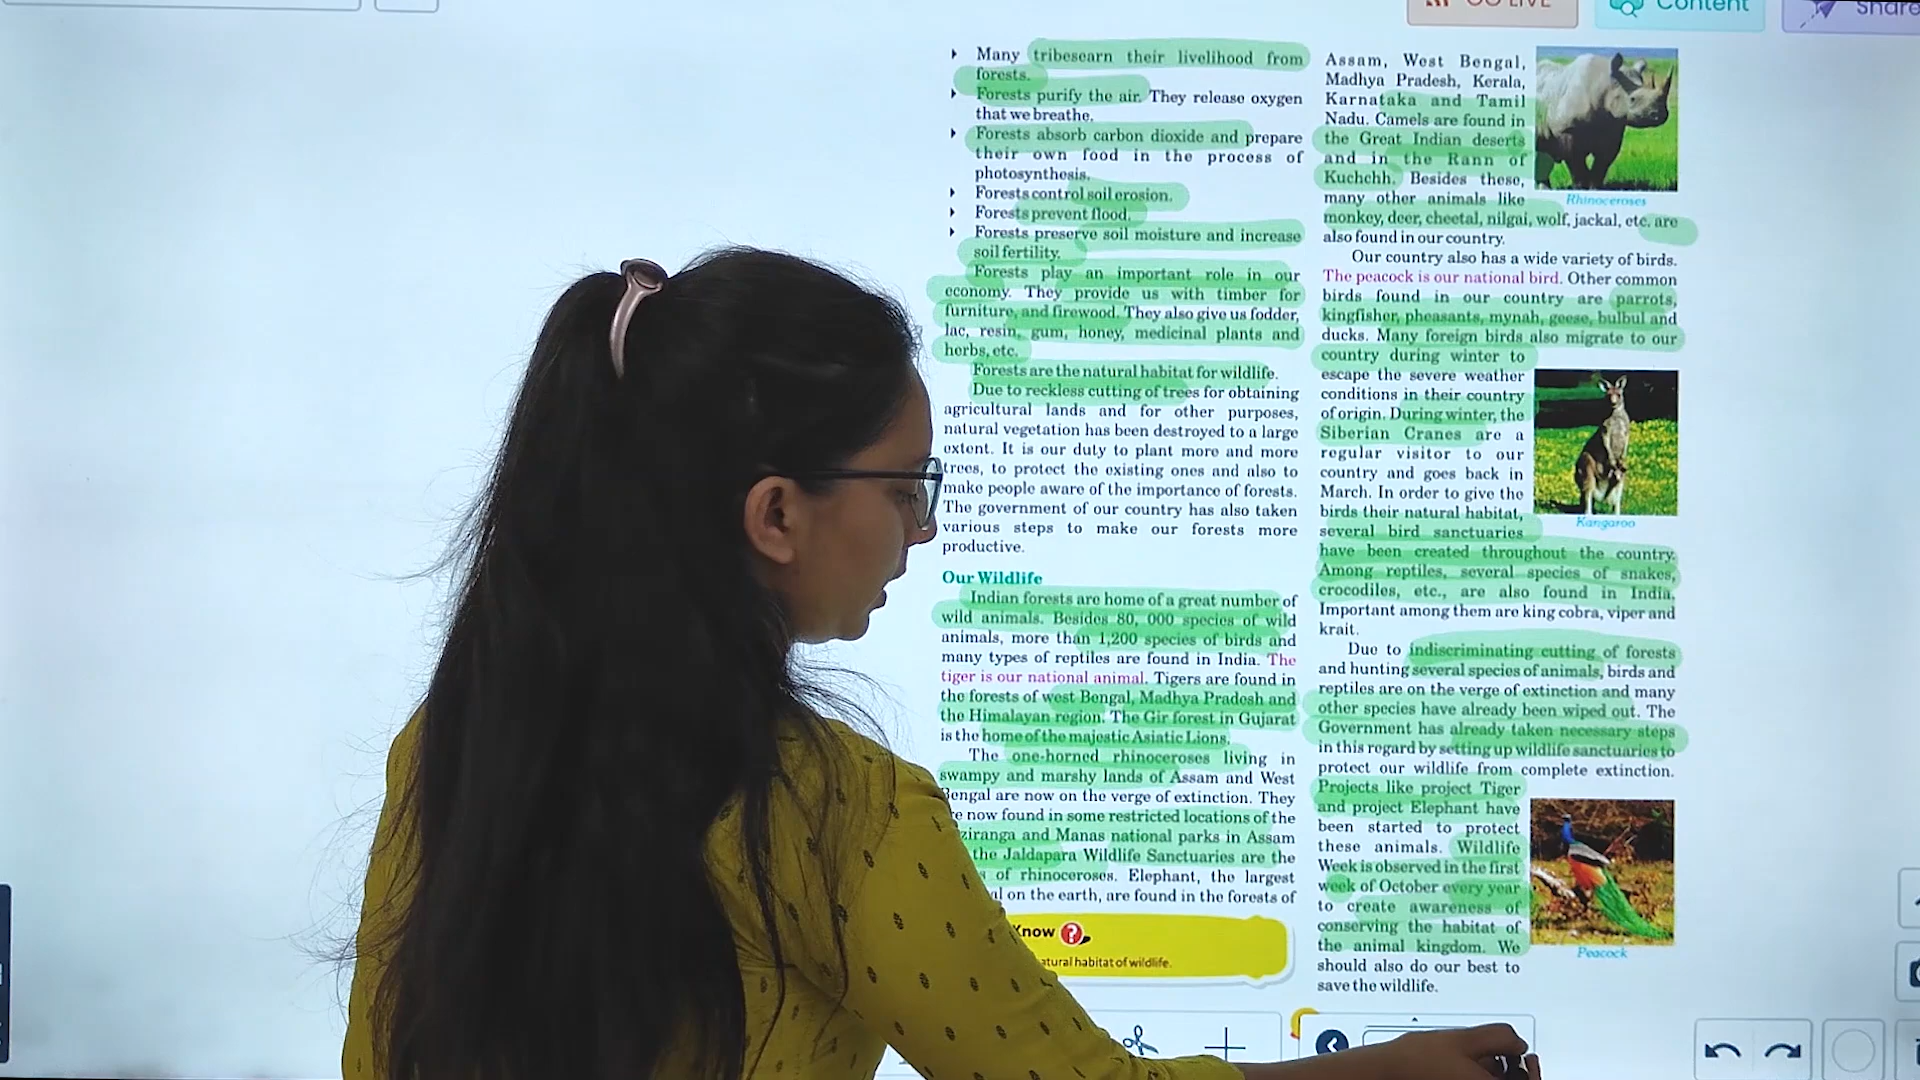 GO LIVE
Content
Share
Many tribesearn their livelihood from
forests.
Forests purify the air. They release oxygen
that we breathe.
Forests absorb carbon dioxide and prepare
their own food in the process of
photosynthesis.
Forests control soil erosion.
Forests prevent flood.
Forests preserve soil moisture and increase
soil fertility.
Forests play an important role in our
economy. They provide us with timber for
furniture, and firewood. They also give us fodder,
lac, resin, gum, honey, medicinal plants and
herbs, etc.
Forests are the natural habitat for wildlife.
Due to reckless cutting of trees for obtaining
agricultural lands and for other purposes,
natural vegetation has been destroyed to a large
extent. It is our duty to plant more and more
trees, to protect the existing ones and also to
make people aware of the importance of forests.
The government of our country has also taken
various steps to make our forests more
productive.
Our Wildlife
Indian forests are home of a great number of
wild animals. Besides 80, 000 species of wild
animals, more than 1,200 species of birds and
many types of reptiles are found in India. The
tiger is our national animal. Tigers are found in
the forests of west Bengal, Madhya Pradesh and
the Himalayan region. The Gir forest in Gujarat
is the home of the majestic Asiatic Lions.
The one-horned rhinoceroses living in
swampy and marshy lands of Assam and West
Bengal are now on the verge of extinction. They
now found in some restricted locations of the
ziranga and Manas national parks in Assam
the Jaldapara Wildlife Sanctuaries are the
of rhinoceroses. Elephant, the largest
on the earth, are found in the forests of
Know ?
atural habitat of wildlife.
Assam, West Bengal,
Madhya Pradesh, Kerala,
Karnataka and Tamil
Nadu. Camels are found in
the Great Indian deserts
and in the Rann of
Kuchchh. Besides these,
many other animals like
monkey, deer, cheetal, nilgai, wolf, jackal, etc. are
also found in our country.
Rhinoceroses
Our country also has a wide variety of birds.
The peacock is our national bird. Other common
birds found in our country are parrots,
kingfisher, pheasants, mynah, geese, bulbul and
ducks. Many foreign birds also migrate to our
country during winter to
escape the severe weather
conditions in their country
of origin. During winter, the
Siberian Cranes are a
regular visitor to our
country and goes back in
March. In order to give the
birds their natural habitat,
several bird sanctuaries
have been created throughout the country.
Among reptiles, several species of snakes,
crocodiles, etc., are also found in India.
Important among them are king cobra, viper and
krait.
Kangaroo
Due to indiscriminating cutting of forests
and hunting several species of animals, birds and
reptiles are on the verge of extinction and many
other species have already been wiped out. The
Government has already taken necessary steps
in this regard by setting up wildlife sanctuaries to
protect our wildlife from complete extinction.
Projects like project Tiger
and project Elephant have
been started to protect
these animals. Wildlife
Week is observed in the first
week of October every year
to create awareness of
conserving the habitat of
the animal kingdom. We
should also do our best to
save the wildlife.
Peacock